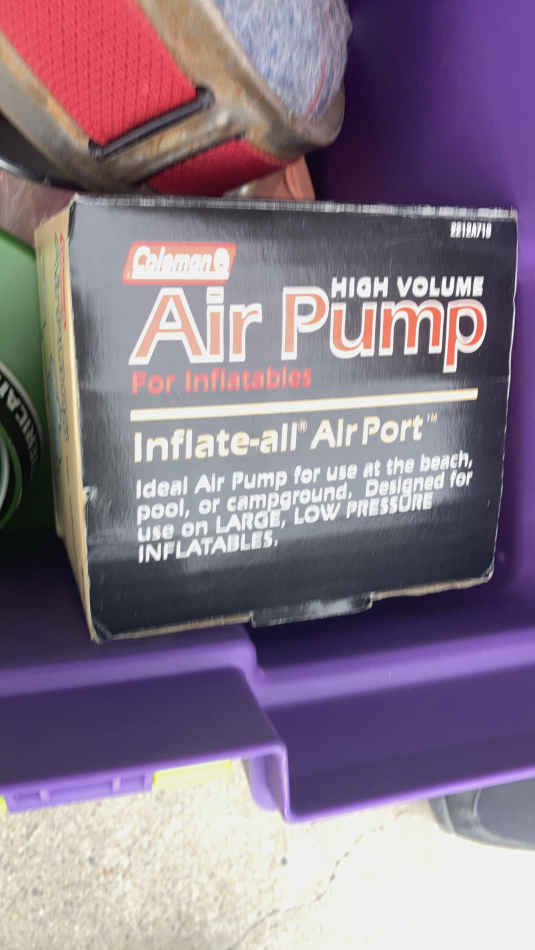 2212A719
Coleman
HIGH VOLUME
Air Pump
For Inflatables
Inflate-all® Air Port™
Ideal Air Pump for use at the beach,
pool, or campground. Designed for
use on LARGE, LOW PRESSURE
INFLATABLES.